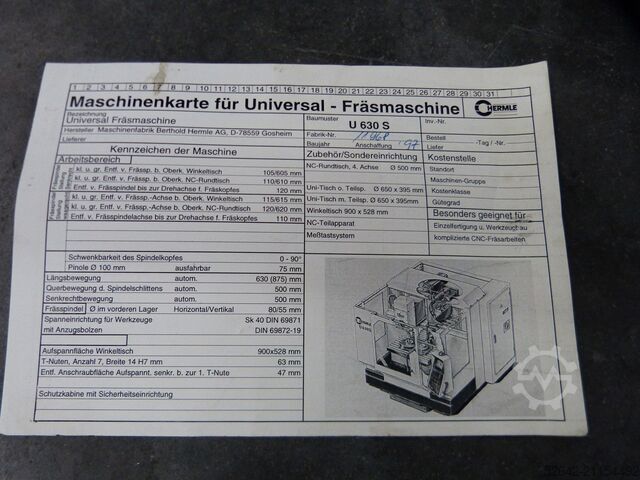 1 2 3 4 5 6 7 8 9 10 11 12 13 14 15 16 17 18 19 20 21 22 23 24 25 26 27 28 29 30 31
Maschinenkarte für Universal - Fräsmaschine
HERMLE
Bezeichnung
Universal Fräsmaschine
Baumuster U 630 S
Inv.-Nr.
Hersteller Maschinenfabrik Berthold Hermle AG, D-78559 Gosheim
Fabrik-Nr.
Bestell
Lieferer
Baujahr Anschaffung 97
Liefer -Tag / -Nr.
Kennzeichen der Maschine
Zubehör/Sondereinrichtung
Kostenstelle
Arbeitsbereich
NC-Rundtisch, 4. Achse Ø 500 mm
Standort
kl. u. gr. Entf. v. Frässp. b. Oberk. Winkeltisch 105/605 mm
Maschinen-Gruppe
kl. u. gr. Entf. v. Frässp. b. Oberk. NC-Rundtisch 110/610 mm
Uni-Tisch o. Teilsp. Ø 650 x 395 mm
Kostenklasse
Entf. v. Frässpindel bis zur Drehachse f. Fräskopfes 120 mm
Uni-Tisch m. Teilsp. Ø 650 x 395mm
Gütegrad
kl. u. gr. Entf. v. Frässp.-Achse b. Oberk. Winkeltisch 115/615 mm
Winkeltisch 900 x 528 mm
Besonders geeignet für
kl. u. gr. Entf. v. Frässp.-Achse b. Oberk. NC-Rundtisch 120/620 mm
NC-Teilapparat
Einzelfertigung u. Werkzeugbau
Entf. v. Frässpindelachse bis zur Drehachse f. Fräskopfes 110 mm
Meßtastsystem
komplizierte CNC-Fräsarbeiten
Schwenkbarkeit des Spindelkopfes 0 - 90°
Pinole Ø 100 mm ausfahrbar 75 mm
Längsbewegung autom. 630 (875) mm
Querbewegung d. Spindelschlittens autom. 500 mm
Senkrechtbewegung autom. 500 mm
Frässpindel Ø im vorderen Lager Horizontal/Vertikal 80/55 mm
Spanneinrichtung für Werkzeuge Sk 40 DIN 69871
mit Anzugsbolzen DIN 69872-19
Aufspannfläche Winkeltisch 900x528 mm
T-Nuten, Anzahl 7, Breite 14 H7 mm 63 mm
Entf. Anschraubfläche Aufspannt. senkr. b. zur 1. T-Nute 47 mm
Schutzkabine mit Sicherheitseinrichtung